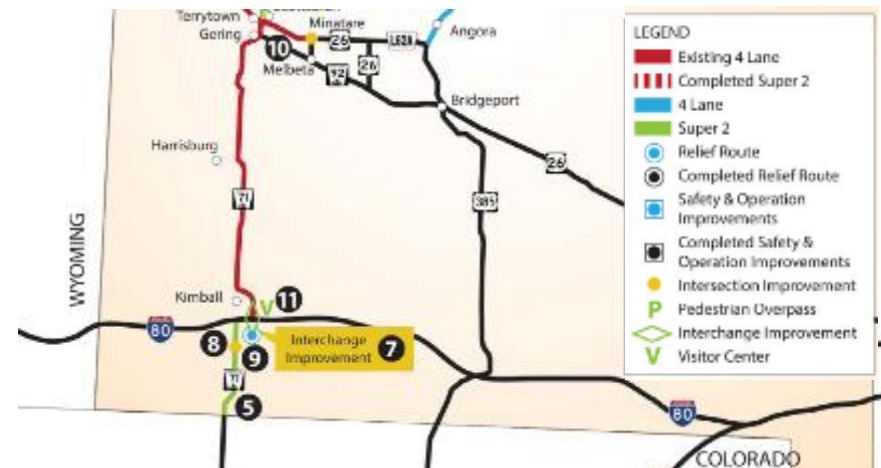 Terrytown
Minatare
Gering
10
26
L62A
Angora
Melbeta
92
26
Bridgeport
Harrisburg
26
71
385
WYOMING
Kimball
11
V
80
8
9
Interchange
Improvement
7
71
5
80
COLORADO
LEGEND
Existing 4 Lane
Completed Super 2
4 Lane
Super 2
Relief Route
Completed Relief Route
Safety & Operation
Improvements
Completed Safety &
Operation Improvements
Intersection Improvement
P Pedestrian Overpass
Interchange Improvement
V Visitor Center